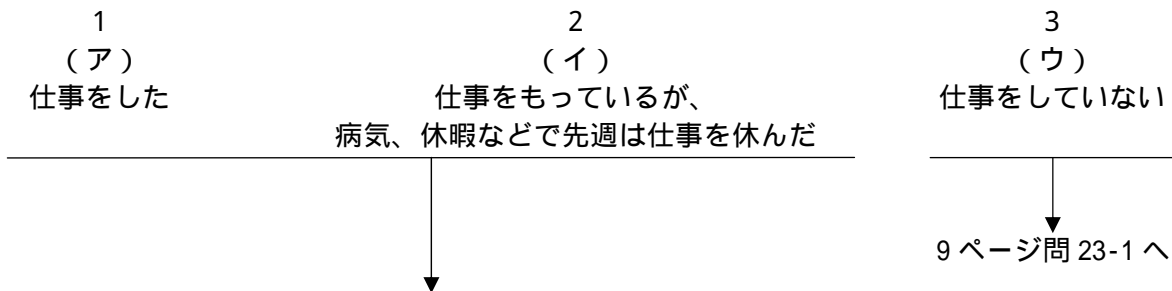 1 2 3
(ア) (イ) (ウ)
仕事をした 仕事をもっているが、 仕事をしていない
病気、休暇などで先週は仕事を休んだ
9 ページ問 23-1 へ